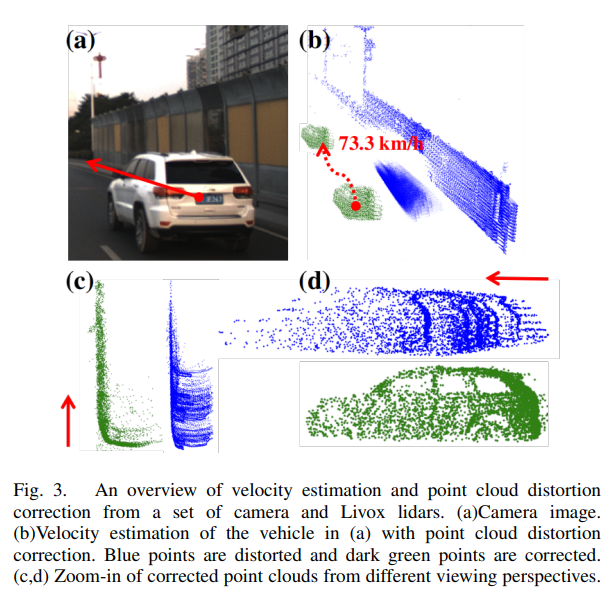 (a)
(b)
73.3 km/h
(c)
(d)
Fig. 3. An overview of velocity estimation and point cloud distortion
correction from a set of camera and Livox lidars. (a)Camera image.
(b)Velocity estimation of the vehicle in (a) with point cloud distortion
correction. Blue points are distorted and dark green points are corrected.
(c,d) Zoom-in of corrected point clouds from different viewing perspectives.